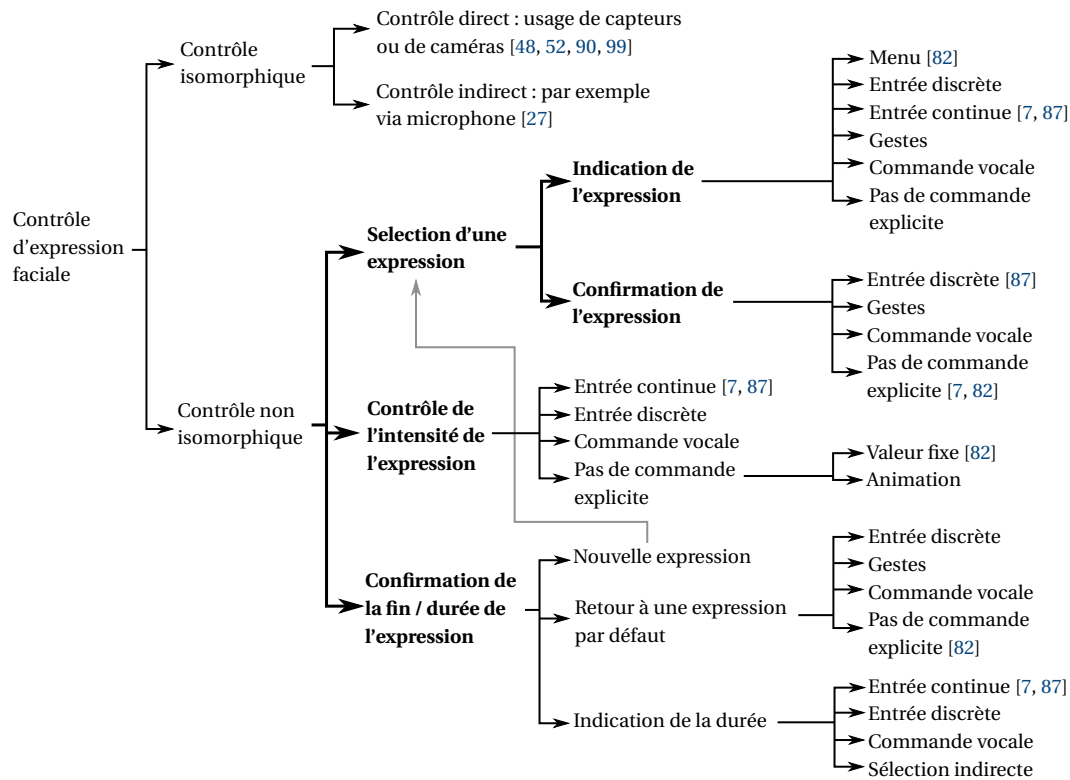 Contrôle
d'expression
faciale
Contrôle
isomorphique
Contrôle direct : usage de capteurs
ou de caméras [48, 52, 90, 99]
Contrôle indirect : par exemple
via microphone [27]
Contrôle non
isomorphique
Selection d'une
expression
Indication de
l'expression
Menu [82]
Entrée discrète
Entrée continue [7, 87]
Gestes
Commande vocale
Pas de commande
explicite
Confirmation de
l'expression
Entrée discrète [87]
Gestes
Commande vocale
Pas de commande
explicite [7, 82]
Contrôle de
l'intensité de
l'expression
Entrée continue [7, 87]
Entrée discrète
Commande vocale
Pas de commande
explicite
Valeur fixe [82]
Animation
Confirmation de
la fin / durée de
l'expression
Nouvelle expression
Retour à une expression
par défaut
Entrée discrète
Gestes
Commande vocale
Pas de commande
explicite [82]
Indication de la durée
Entrée continue [7, 87]
Entrée discrète
Commande vocale
Sélection indirecte